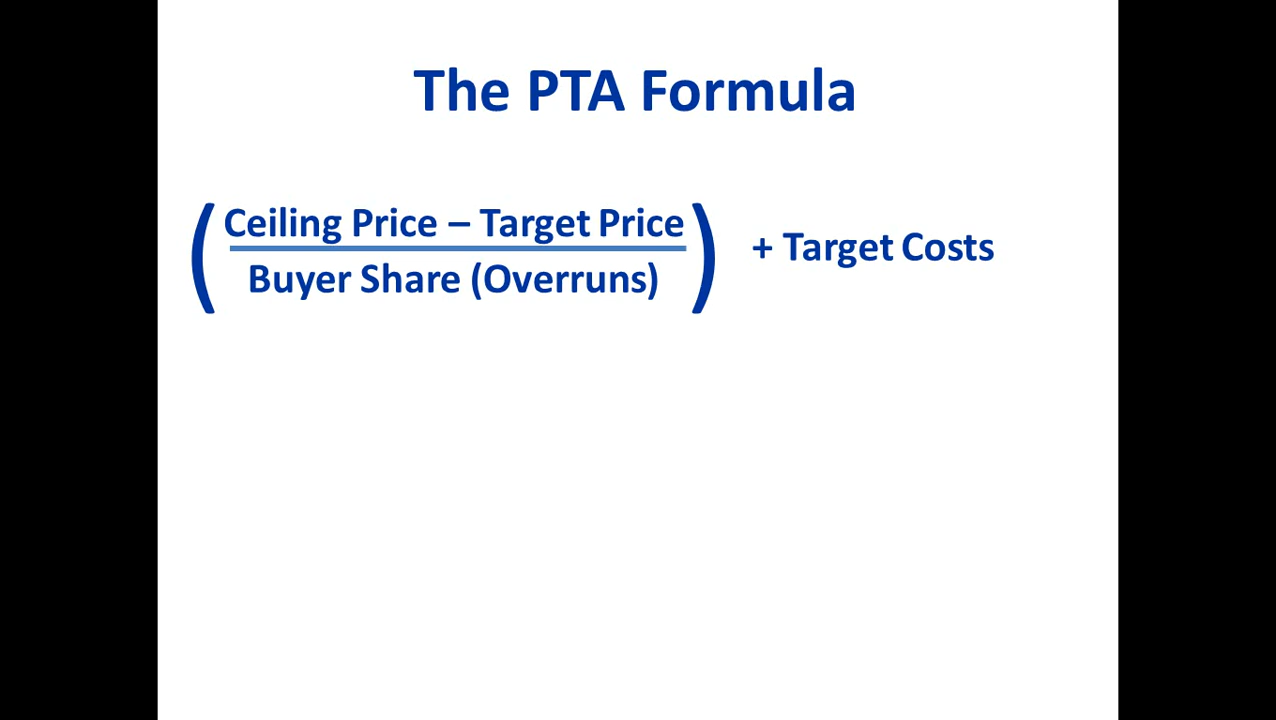 The PTA Formula
( Ceiling Price – Target Price
Buyer Share (Overruns) ) + Target Costs